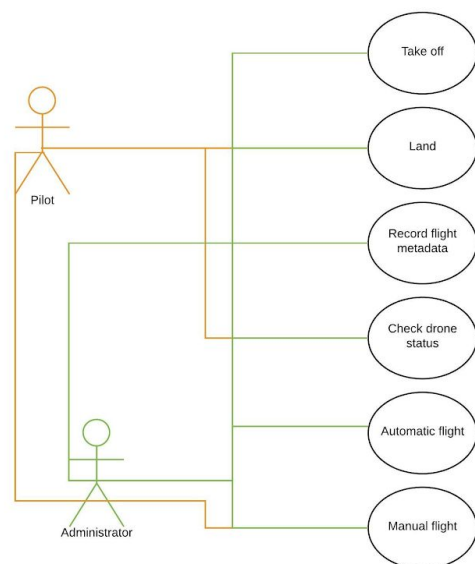 Take off
Pilot
Land
Record flight
metadata
Check drone
status
Automatic flight
Administrator
Manual flight